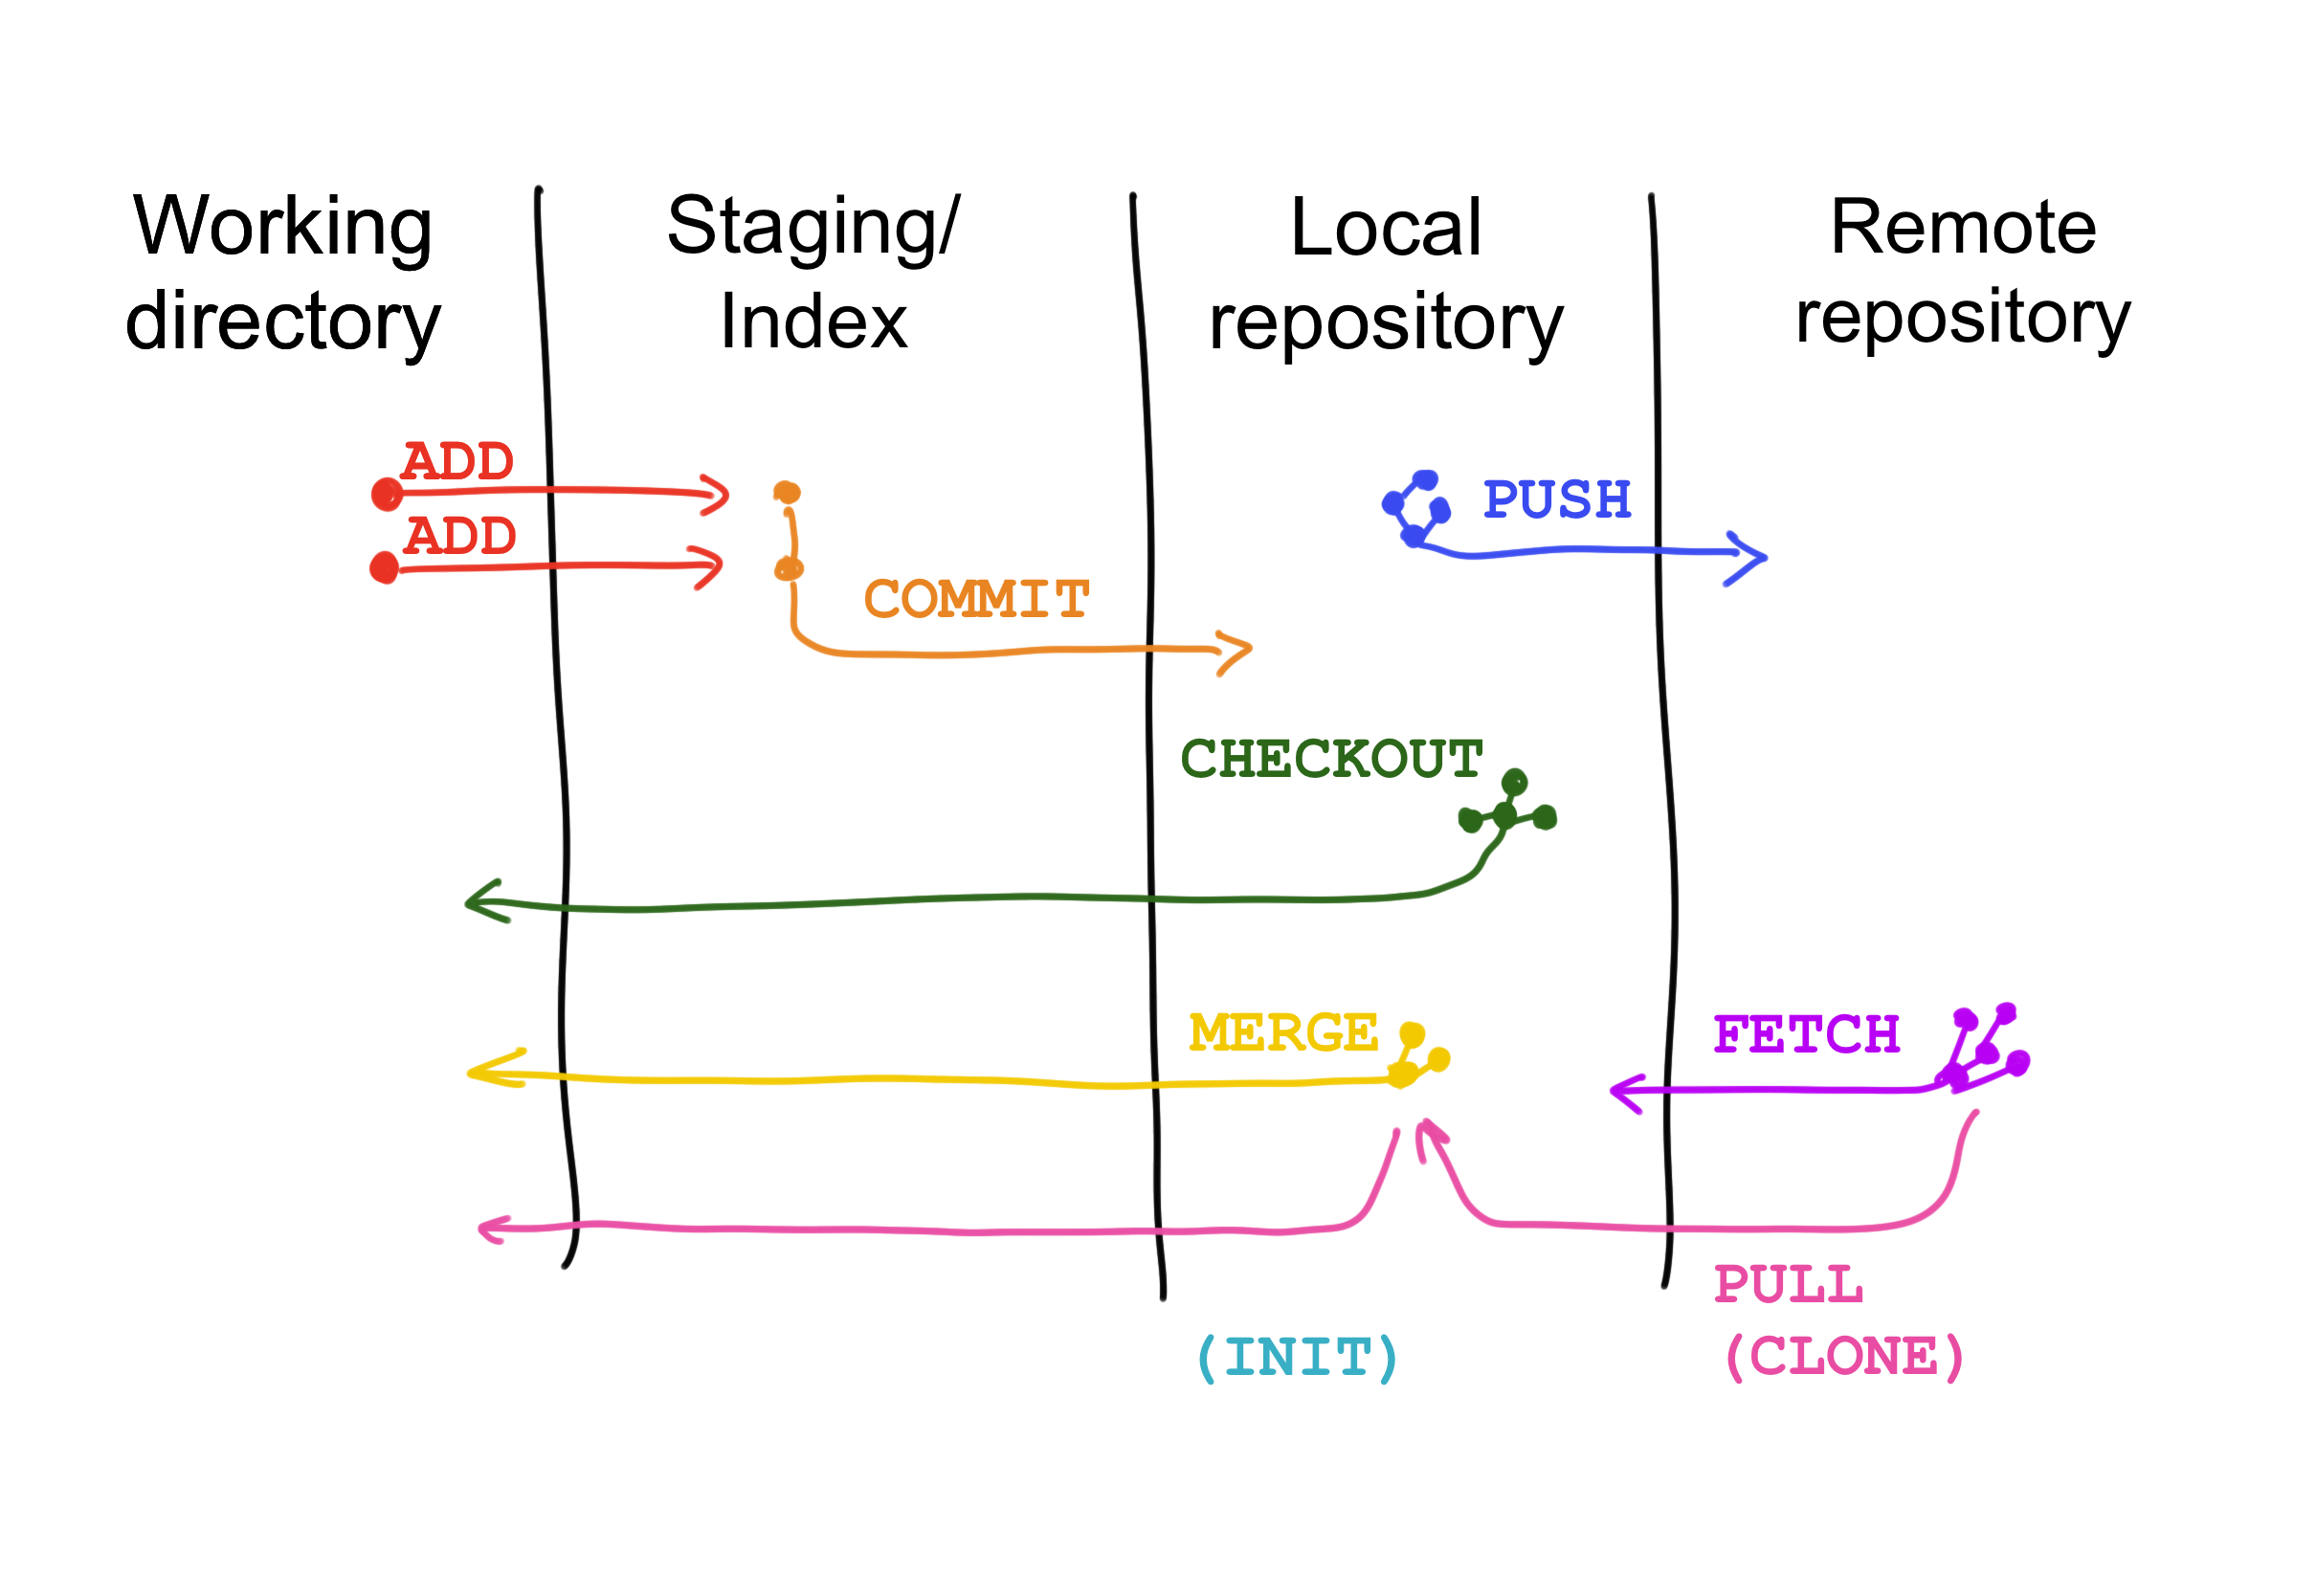 Working
directory
Staging/
Index
Local
repository
Remote
repository
ADD
ADD
COMMIT
PUSH
CHECKOUT
MERGE
FETCH
PULL
(INIT)
(CLONE)